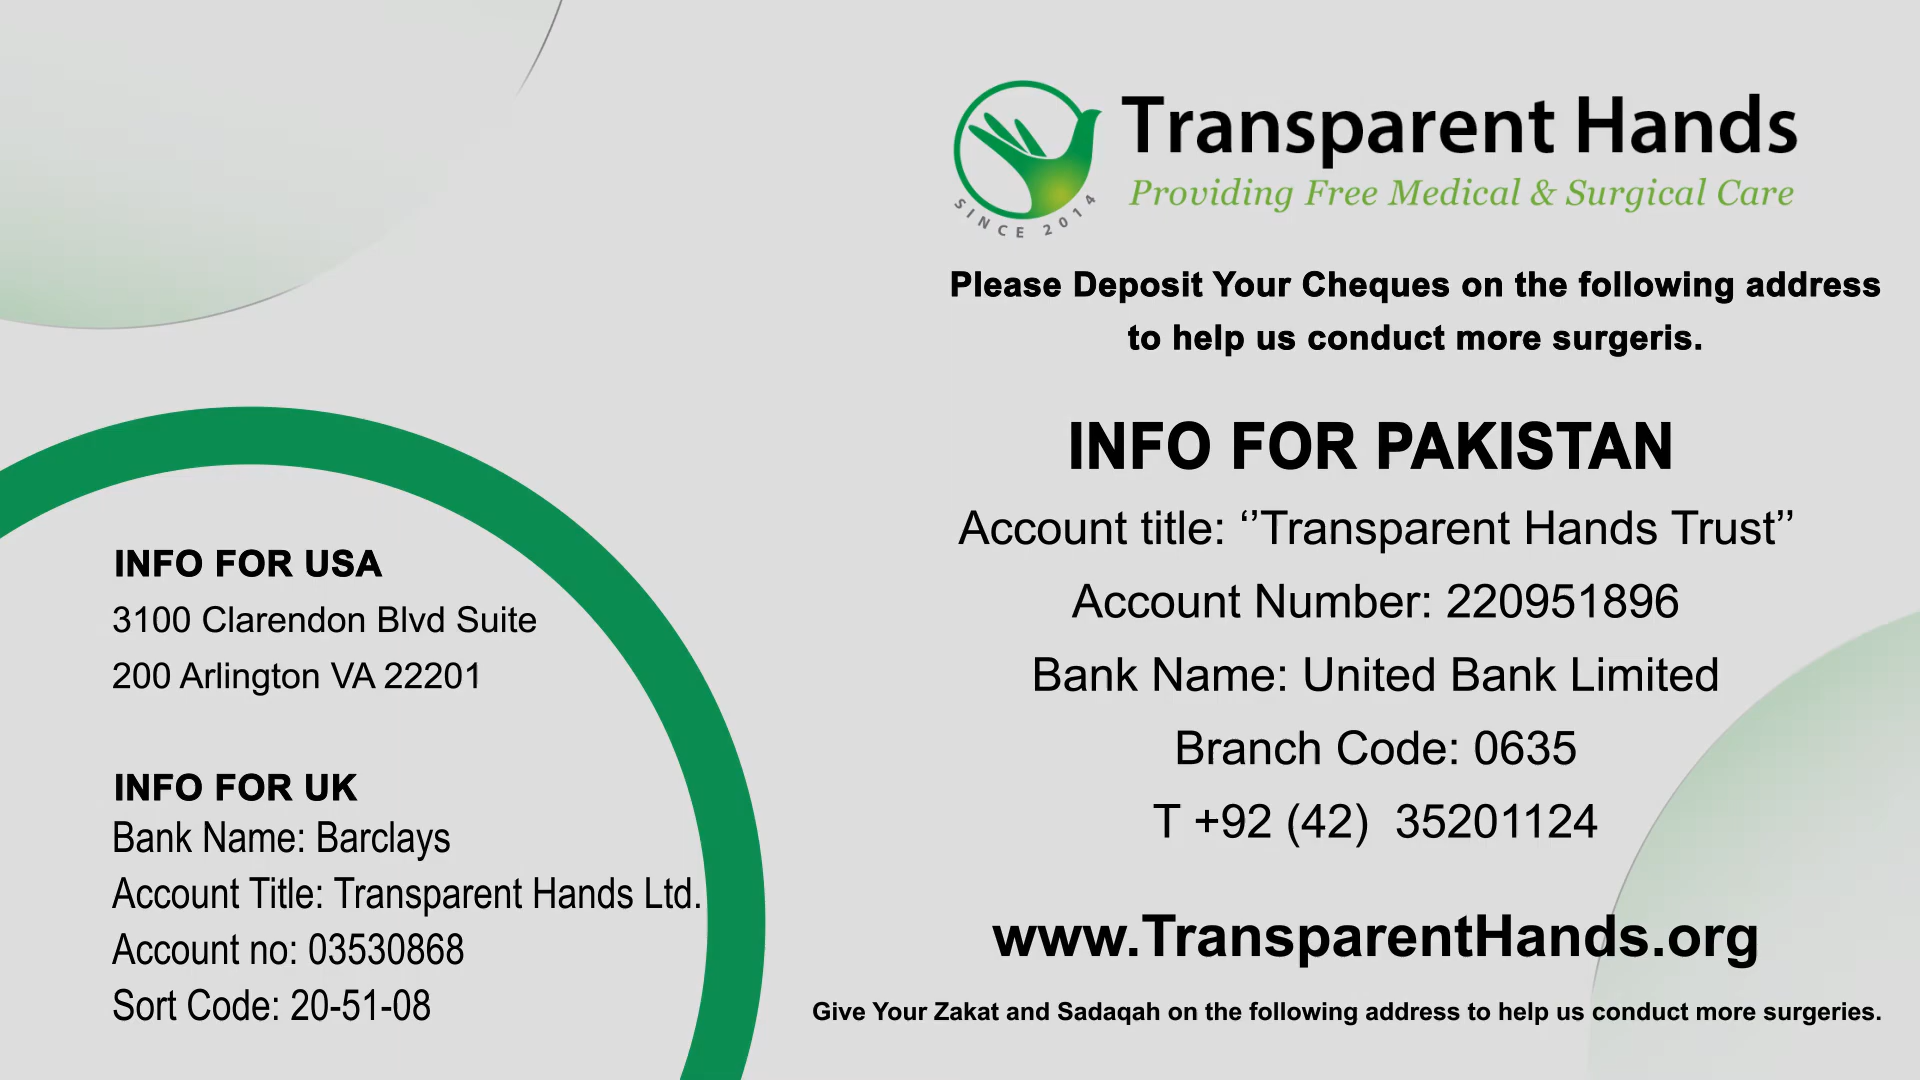 Transparent Hands
Providing Free Medical & Surgical Care
SINCE 2014
Please Deposit Your Cheques on the following address
to help us conduct more surgeris.
INFO FOR PAKISTAN
Account title: ‘’Transparent Hands Trust’’
Account Number: 220951896
Bank Name: United Bank Limited
Branch Code: 0635
T +92 (42)  35201124
www.TransparentHands.org
Give Your Zakat and Sadaqah on the following address to help us conduct more surgeries.
INFO FOR USA
3100 Clarendon Blvd Suite
200 Arlington VA 22201
INFO FOR UK
Bank Name: Barclays
Account Title: Transparent Hands Ltd.
Account no: 03530868
Sort Code: 20-51-08